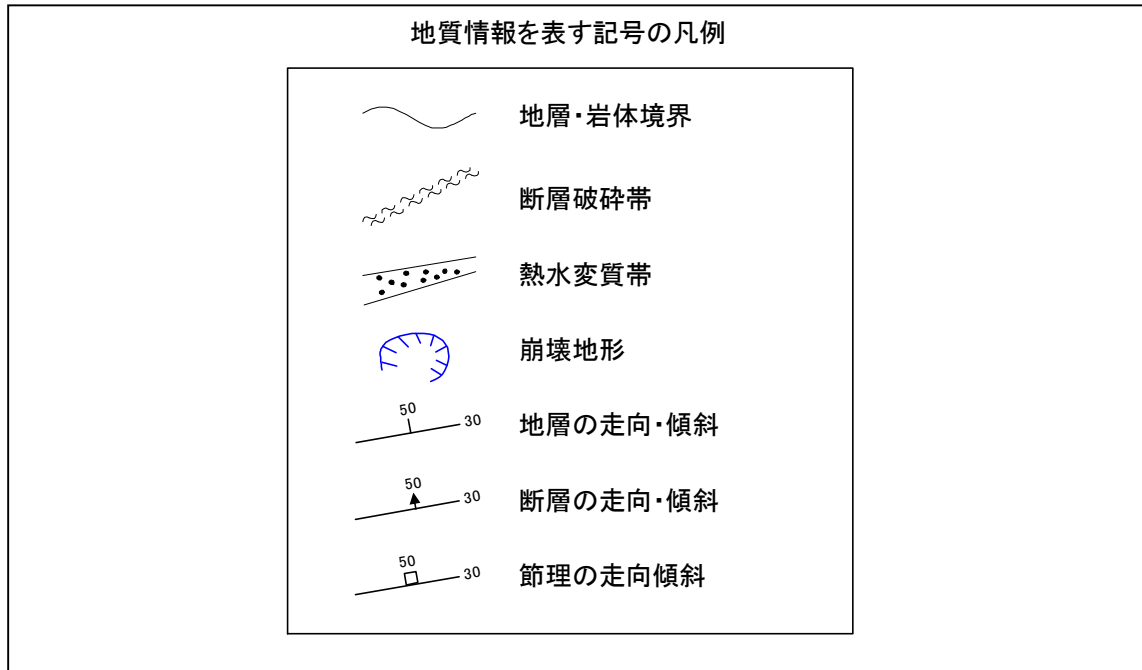 地質情報を表す記号の凡例
地層・岩体境界
断層破砕帯
熱水変質帯
崩壊地形
50
30
地層の走向・傾斜
50
30
断層の走向・傾斜
50
30
節理の走向傾斜